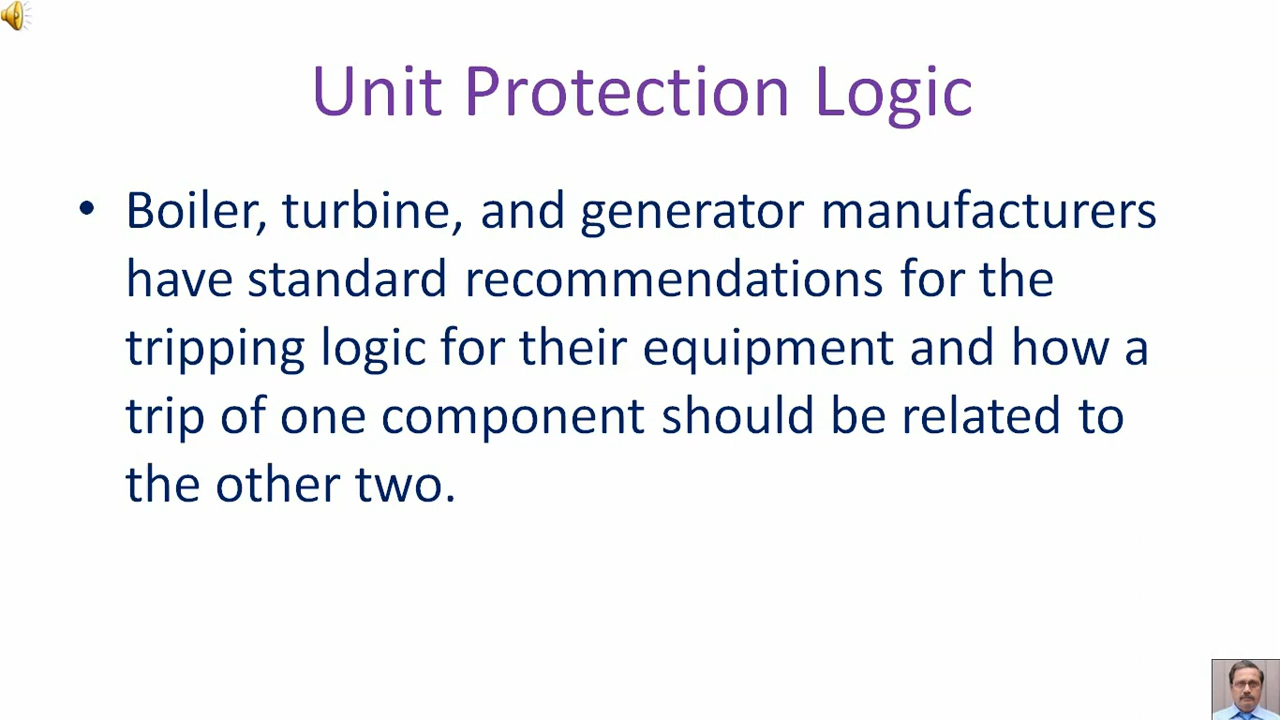 Unit Protection Logic
• Boiler, turbine, and generator manufacturers
have standard recommendations for the
tripping logic for their equipment and how a
trip of one component should be related to
the other two.